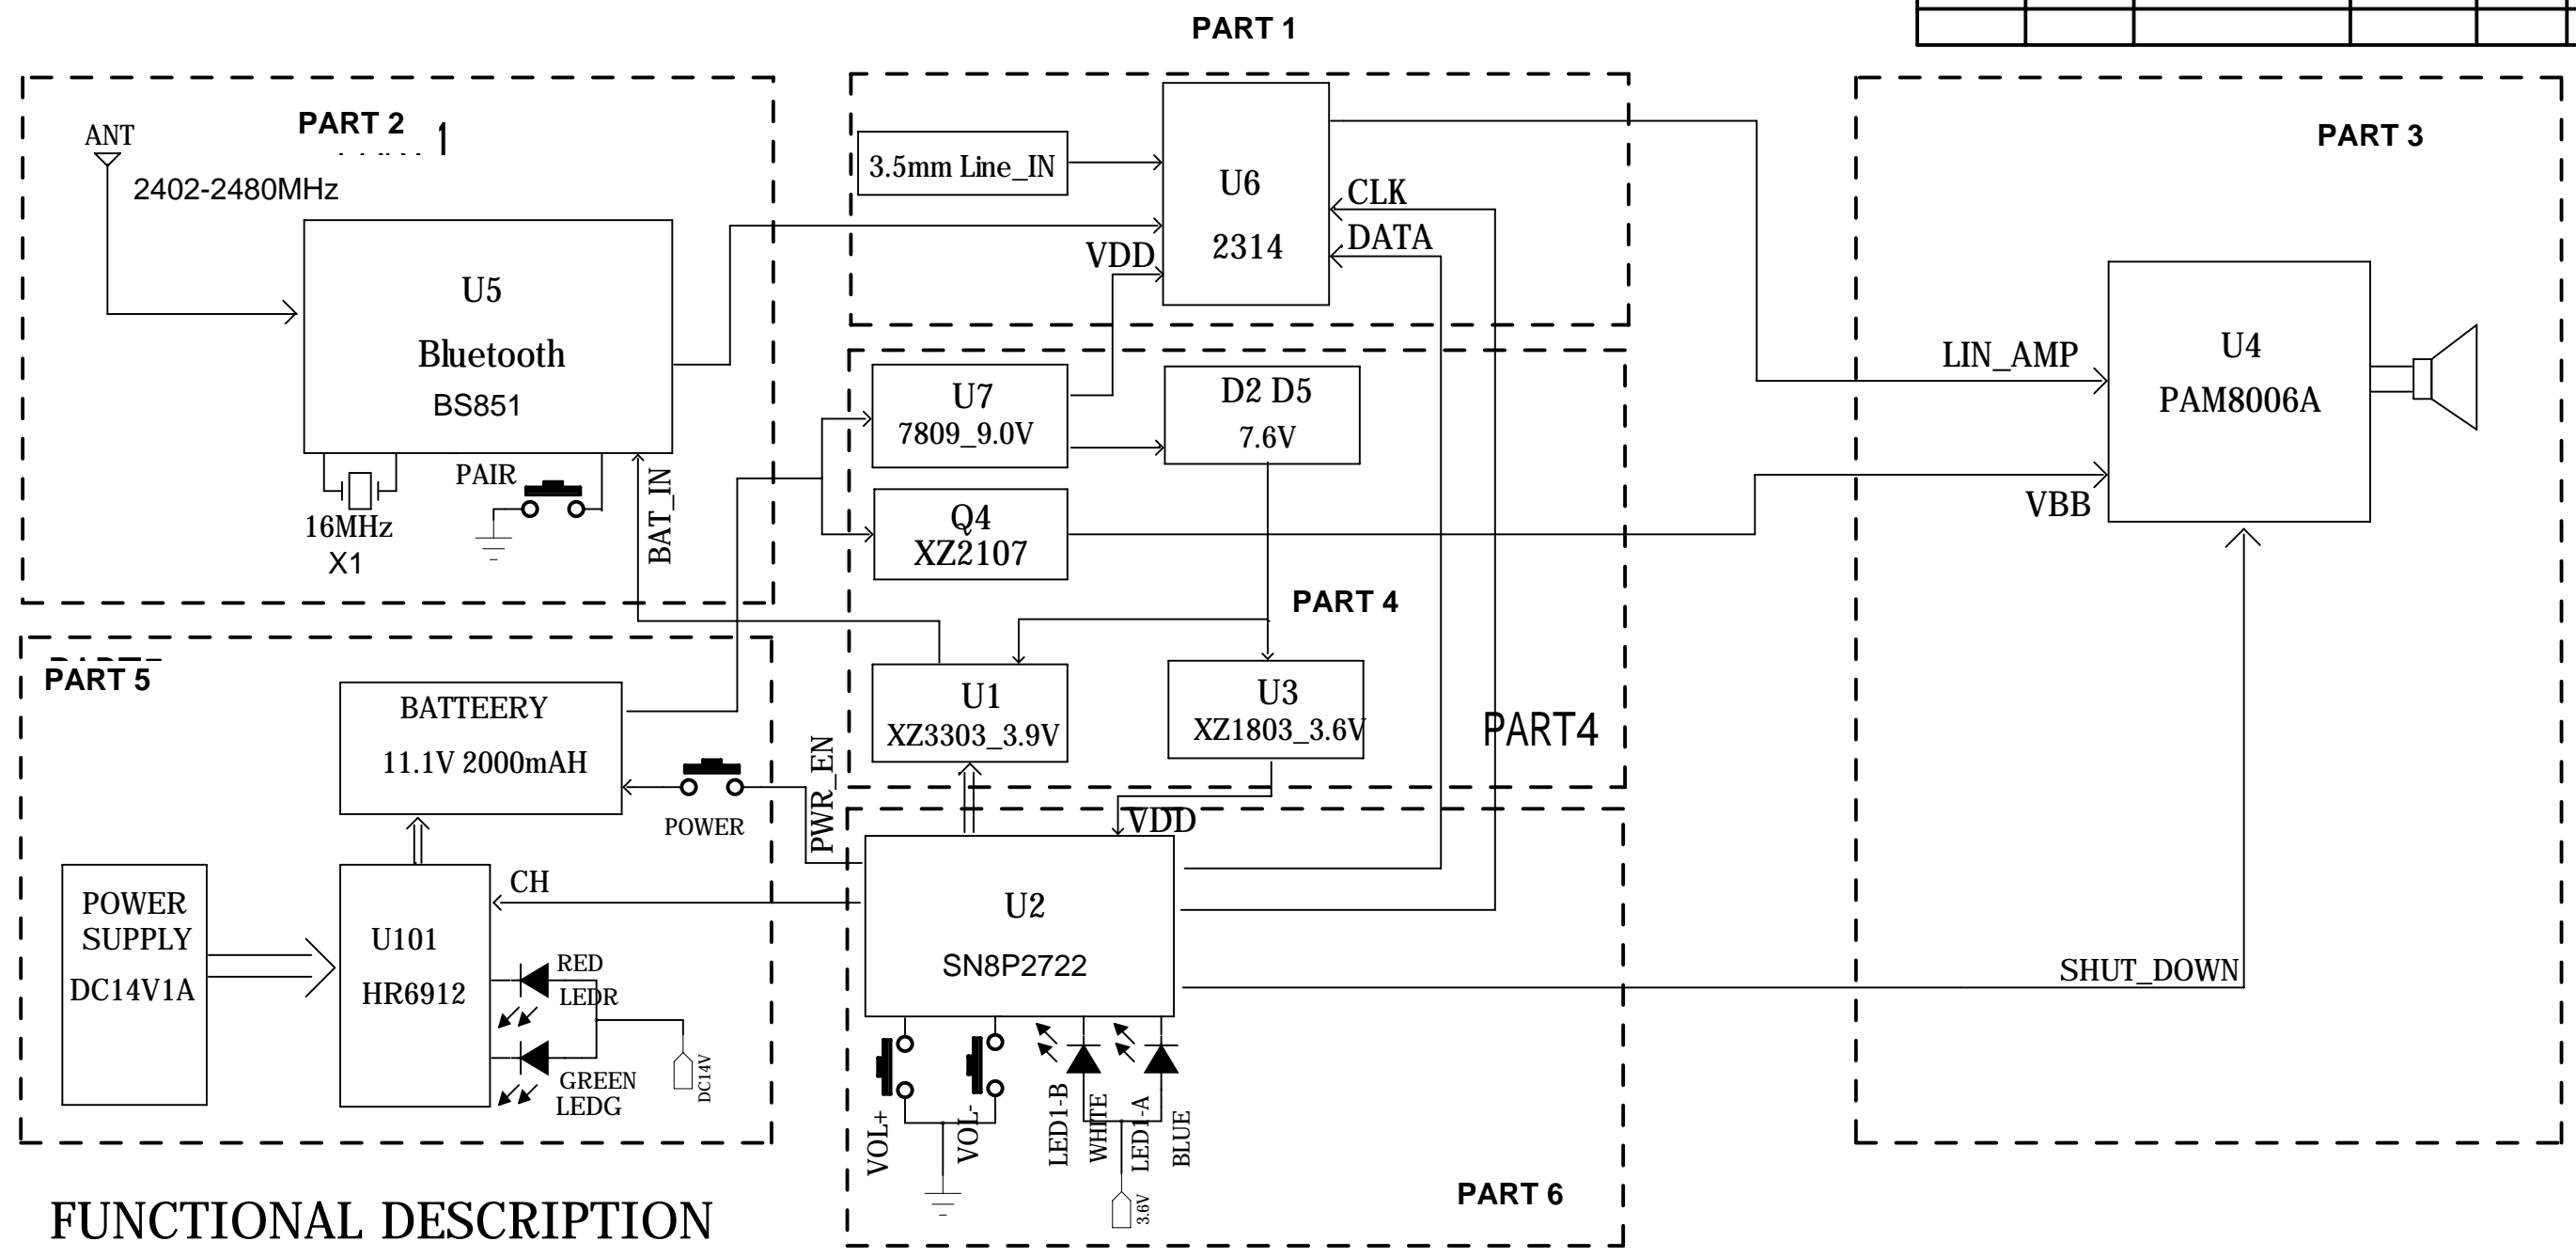 PART 1
PART 2
1
ANT
2402-2480MHz
U5
Bluetooth
BS851
16MHz
X1
PAIR
BAT_IN
3.5mm Line_IN
U6
2314
CLK
DATA
VDD
U7
7809_9.0V
D2 D5
7.6V
Q4
XZ2107
PART 4
U1
XZ3303_3.9V
U3
XZ1803_3.6V
PART4
PART 3
LIN_AMP
U4
PAM8006A
VBB
SHUT_DOWN
PART 5
BATTEERY
11.1V 2000mAH
POWER
PWR_EN
POWER
SUPPLY
DC14V1A
U101
HR6912
CH
RED
LEDR
GREEN
LEDG
DC14V
VDD
U2
SN8P2722
VOL+
VOL-
LED1-B
WHITE
LED1-A
BLUE
3.6V
PART 6
FUNCTIONAL DESCRIPTION